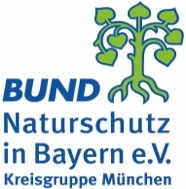 BUND
Naturschutz
in Bayern e.V.
Kreisgruppe München